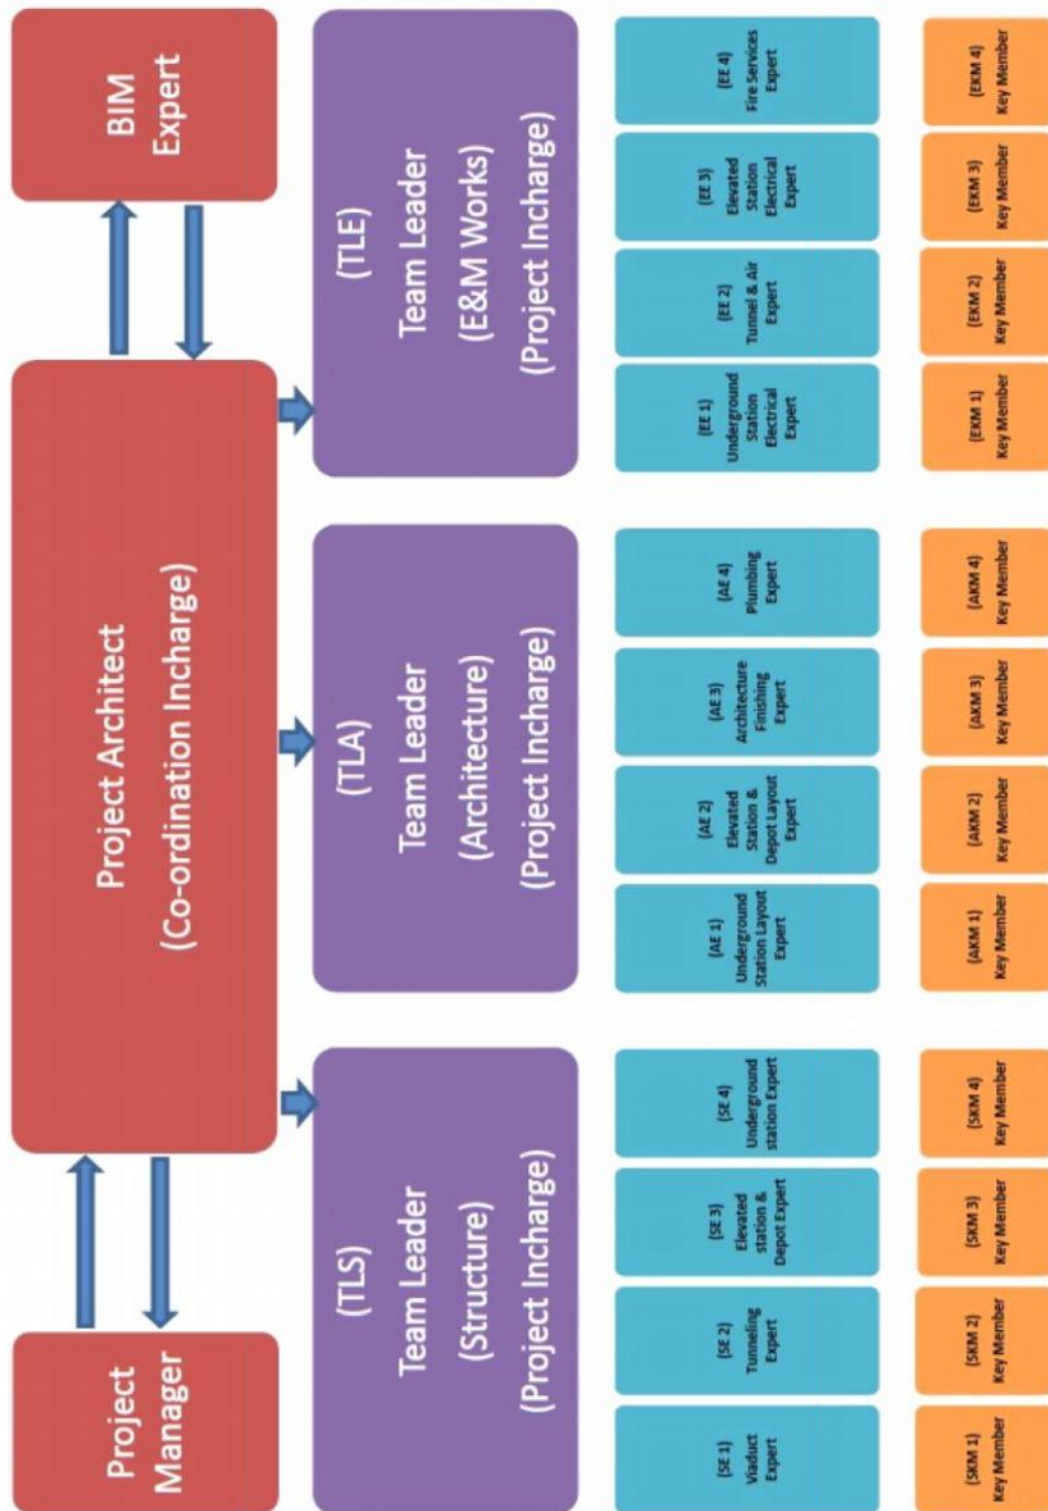 Project
Manager
Project Architect
(Co-ordination Incharge)
BIM
Expert
(TLS)
Team Leader
(Structure)
(Project Incharge)
(TLA)
Team Leader
(Architecture)
(Project Incharge)
(TLE)
Team Leader
(E&M Works)
(Project Incharge)
(SE 1)
Viaduct
Expert
(SE 2)
Tunneling
Expert
(SE 3)
Elevated
station &
Depot Expert
(SE 4)
Underground
station Expert
(AE 1)
Underground
Station Layout
Expert
(AE 2)
Elevated
Station &
Depot Layout
Expert
(AE 3)
Architecture
Finishing
Expert
(AE 4)
Plumbing
Expert
(EE 1)
Underground
Station
Electrical
Expert
(EE 2)
Tunnel & Air
Expert
(EE 3)
Elevated
Station
Electrical
Expert
(EE 4)
Fire Services
Expert
(SKM 1)
Key Member
(SKM 2)
Key Member
(SKM 3)
Key Member
(SKM 4)
Key Member
(AKM 1)
Key Member
(AKM 2)
Key Member
(AKM 3)
Key Member
(AKM 4)
Key Member
(EKM 1)
Key Member
(EKM 2)
Key Member
(EKM 3)
Key Member
(EKM 4)
Key Member